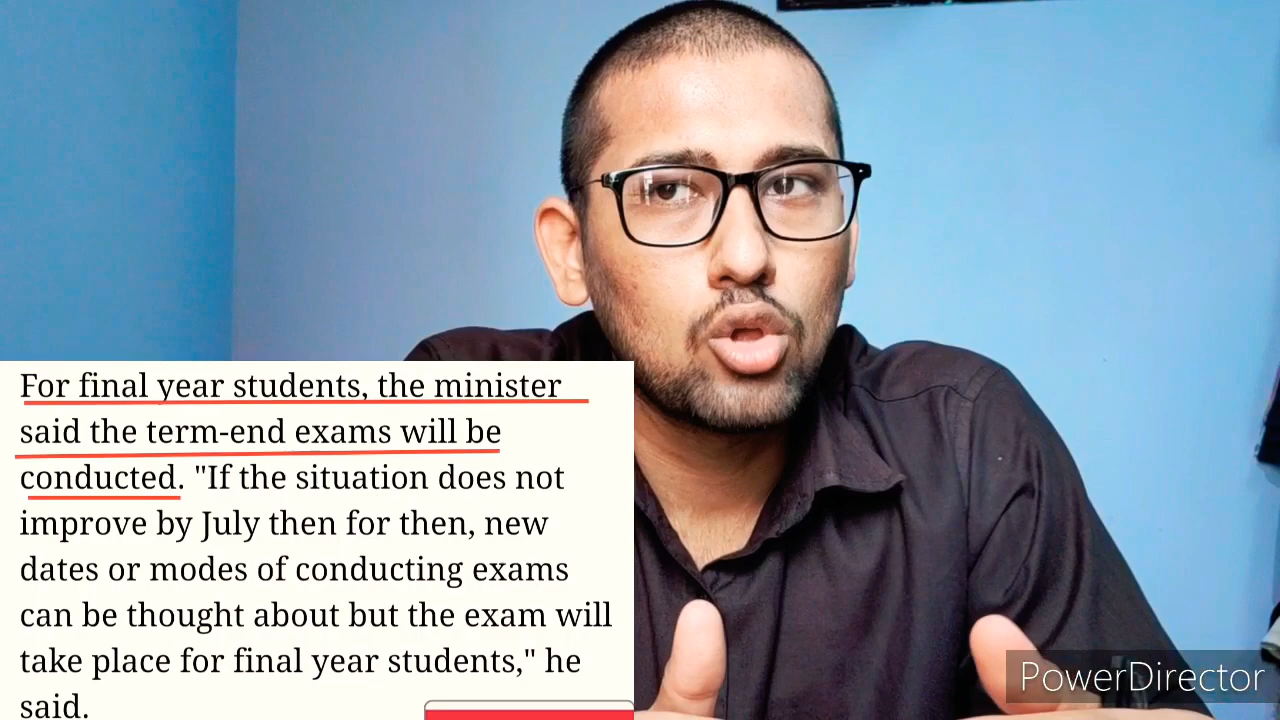 For final year students, the minister
said the term-end exams will be
conducted. "If the situation does not
improve by July then for then, new
dates or modes of conducting exams
can be thought about but the exam will
take place for final year students," he
said.
PowerDirector